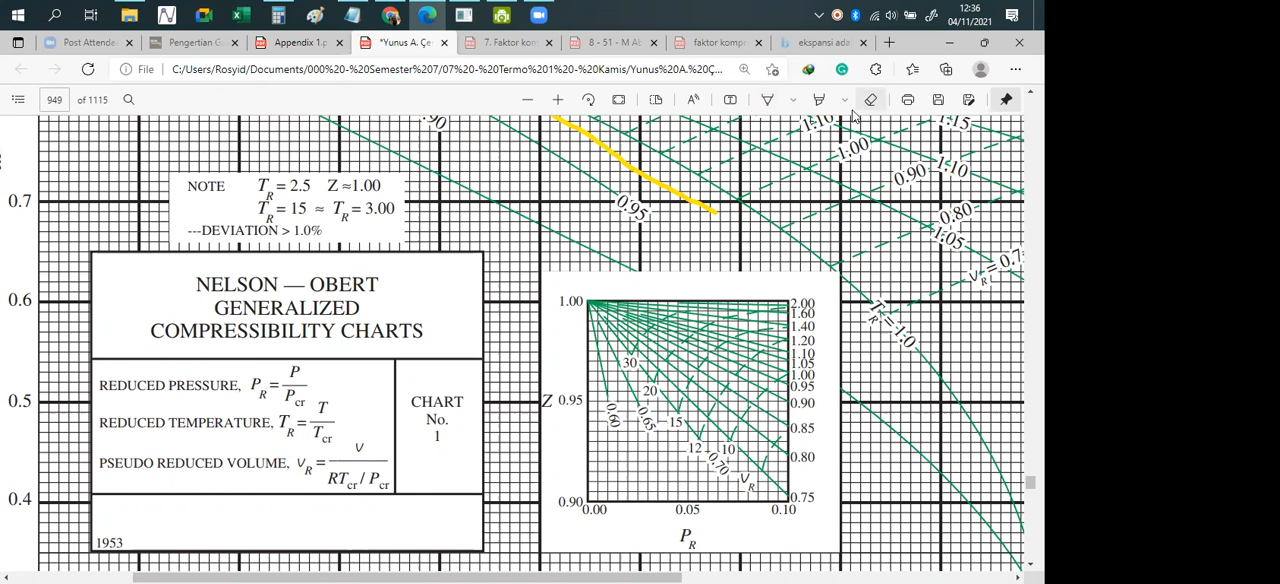 12:36
04/11/2021
Post Attende
Pengertian G
Appendix 1.p
*Yunus A. Çe
7. Faktor kon
8 - 51 - M Ab
faktor kompr
ekspansi adal
File
C:/Users/Rosyid/Documents/000%20-%20Semester%207/07%20-%20Termo%201%20-%20Kamis/Yunus%20A.%20Ç...
949 of 1115
.90
1.10
1.15
1.00
1.10
0.90
0.95
0.80
1.05
0.7
NOTE T_R = 2.5 Z ≈1.00
T_R = 15 ≈ T_R = 3.00
---DEVIATION > 1.0%
v_R = 0.7
T_R = 1.0
0.6
NELSON — OBERT
GENERALIZED
COMPRESSIBILITY CHARTS
0.5
REDUCED PRESSURE, P_R = P/P_cr
REDUCED TEMPERATURE, T_R = T/T_cr
PSEUDO REDUCED VOLUME, v_R = v/(RT_cr / P_cr)
CHART
No.
1
0.4
1953
1.00
Z 0.95
0.90
2.00
1.60
1.40
1.20
1.10
1.05
1.00
0.95
0.90
0.85
0.80
0.75
30
20
15
12
10
0.60
0.65
0.70
v_R
0.00
0.05
0.10
P_R